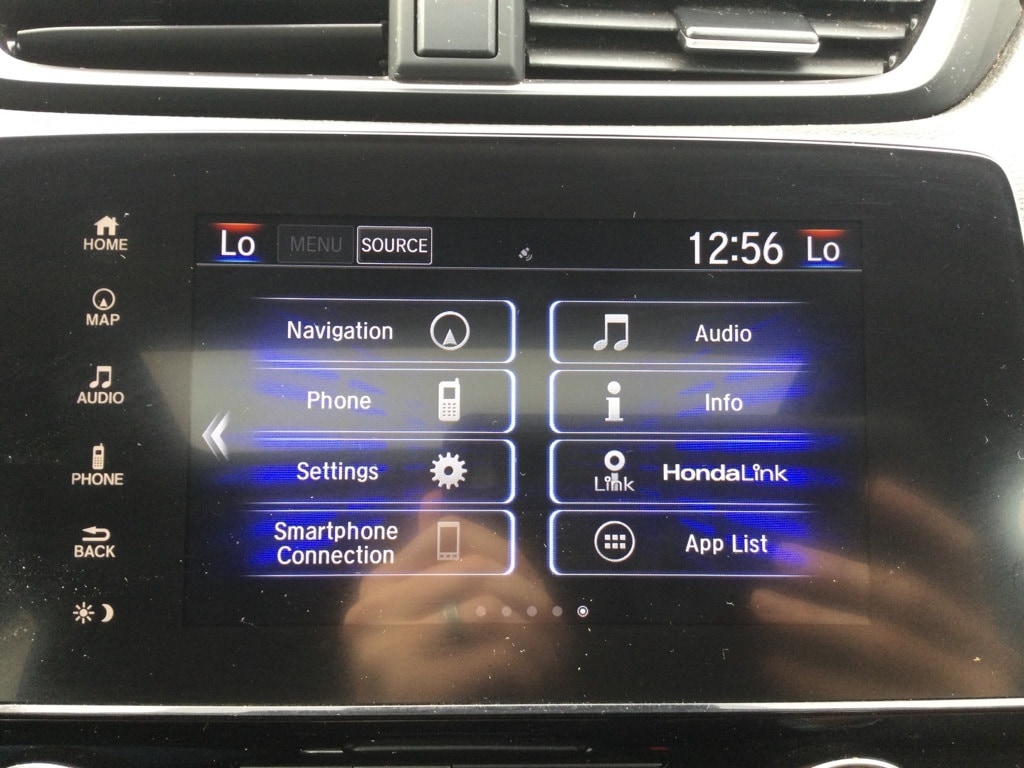 Lo MENU SOURCE 12:56 Lo
HOME
MAP
AUDIO
PHONE
BACK
Navigation
Audio
Phone
Info
Settings
Link HondaLink
Smartphone
Connection
App List